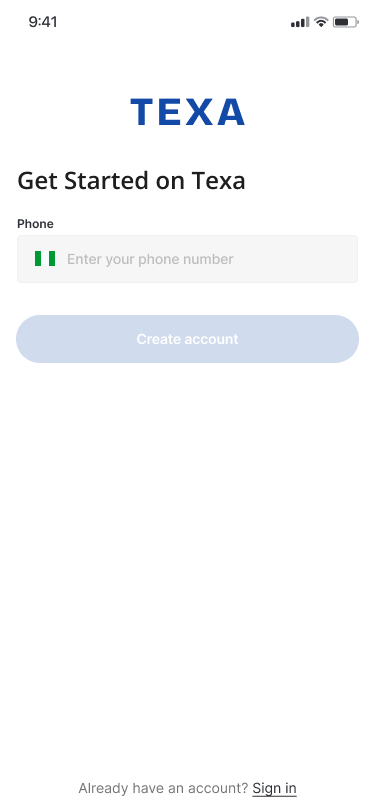 9:41
TEXA
Get Started on Texa
Phone
Enter your phone number
Create account
Already have an account? Sign in